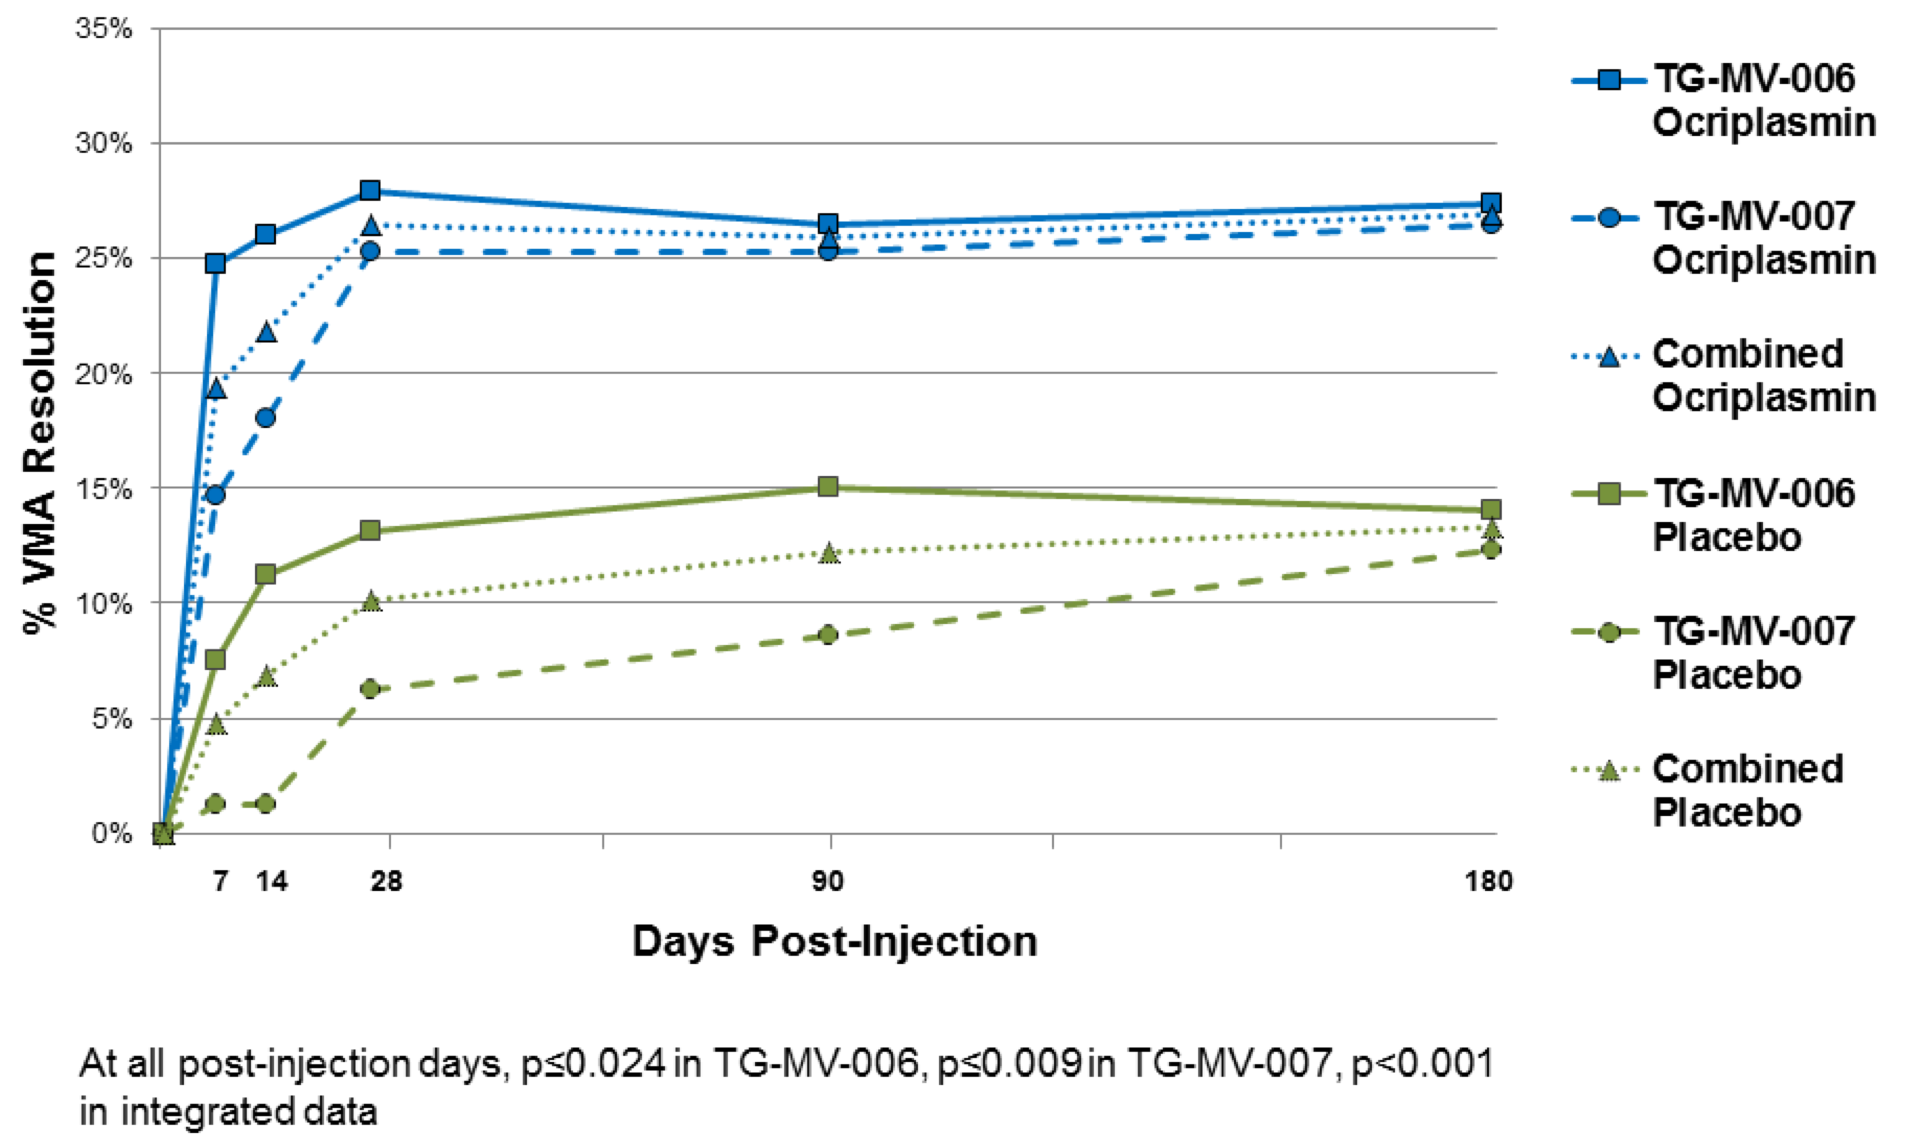 35%
30%
25%
20%
15%
10%
5%
0%
% VMA Resolution
7 14 28 90 180
Days Post-Injection
TG-MV-006
Ocriplasmin
TG-MV-007
Ocriplasmin
Combined
Ocriplasmin
TG-MV-006
Placebo
TG-MV-007
Placebo
Combined
Placebo
At all post-injection days, p≤0.024 in TG-MV-006, p≤0.009 in TG-MV-007, p<0.001
in integrated data